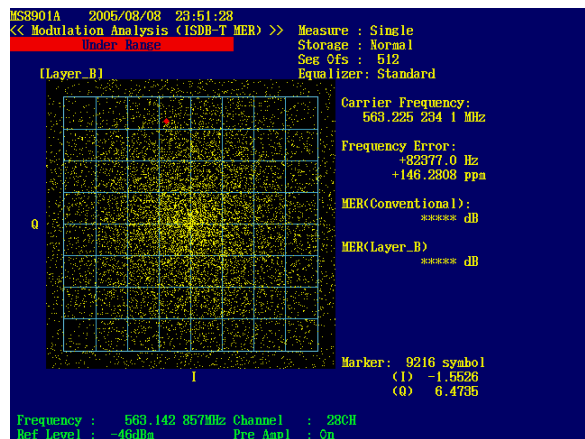 MS8901A 2005/08/08 23:51:28
<< Modulation Analysis (ISDB-T MER) >> Measure : Single
Under Range Storage : Normal
Seg Ofs : 512
[Layer_B] Equalizer: Standard
Carrier Frequency:
563.225 234 1 MHz
Frequency Error:
+82377.0 Hz
+146.2808 ppm
MER(Conventional):
***** dB
Q
MER(Layer_B)
***** dB
Marker: 9216 symbol
I (I) -1.5526
(Q) 6.4735
Frequency : 563.142 857MHz Channel : 28CH
Ref Level : -46dBm Pre Ampl : On